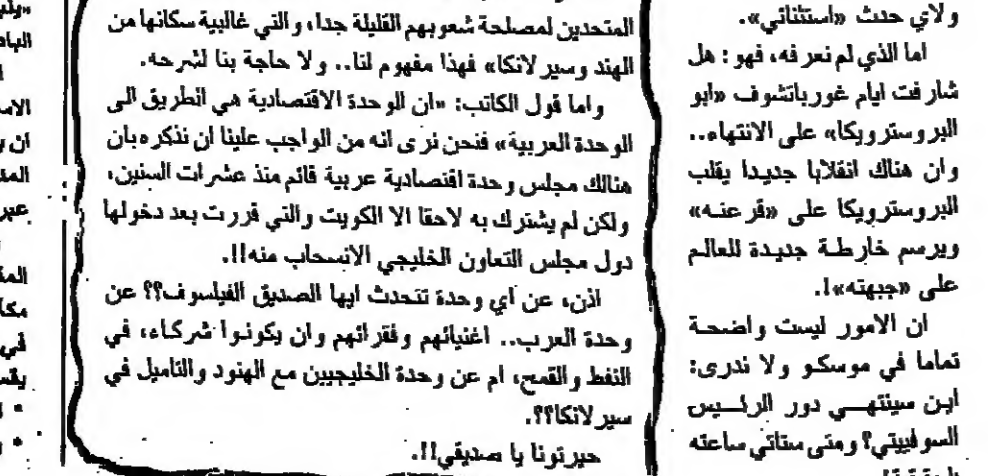 ولاي حدث «استثنائي».
اما الذي لم نعرفه، فهو: هل
شارفت ايام غورباتشوف «ابو
البروسترويكا» على الانتهاء..
وان هناك انقلابا جديدا يقلب
البروسترويكا على «قرعته»
ويرسم خارطة جديدة للعالم
على «جبهته»!.
ان الامور ليست واضحة
تماما في موسكو ولا ندري:
اين سينتهي دور الرئيس
السوفييتي؟ ومتى ستاتي ساعته
المتحدين لمصلحة شعوبهم القليلة جدا، والتي غالبية سكانها من
الهند وسيرلانكا» فهذا مفهوم لنا.. ولا حاجة بنا لشرحه.
واما قول الكاتب: «ان الوحدة الاقتصادية هي الطريق الى
الوحدة العربية» فنحن نرى انه من الواجب علينا ان نذكره بان
هنالك مجلس وحدة اقتصادية عربية قائم منذ عشرات السنين،
ولكن لم يشترك به لاحقا الا الكويت والتي قررت بعد دخولها
دول مجلس التعاون الخليجي الانسحاب منه!!.
اذن، عن اي وحدة تتحدث ايها الصديق الفيلسوف؟؟ عن
وحدة العرب.. اغنيائهم وفقرائهم وان يكونوا شركاء، في
النفط والقمح، ام عن وحدة الخليجيين مع الهنود والتاميل في
سيرلانكا؟؟.
حيرتونا يا صديقي!!.